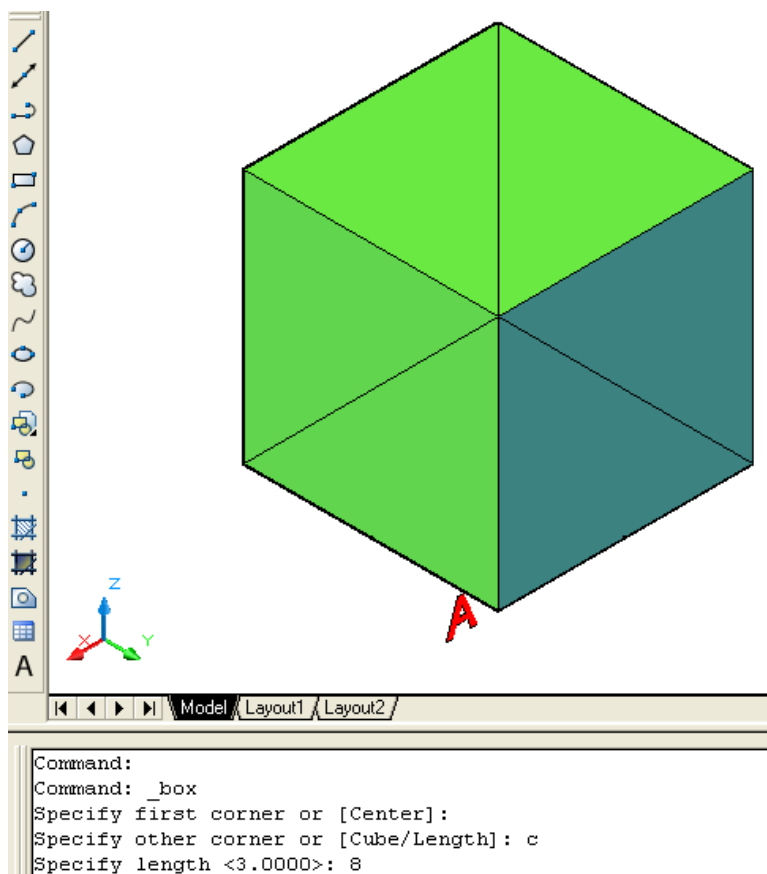 A
A
Z
X
Y
Model Layout1 Layout2
Command:
Command: _box
Specify first corner or [Center]:
Specify other corner or [Cube/Length]: c
Specify length <3.0000>: 8